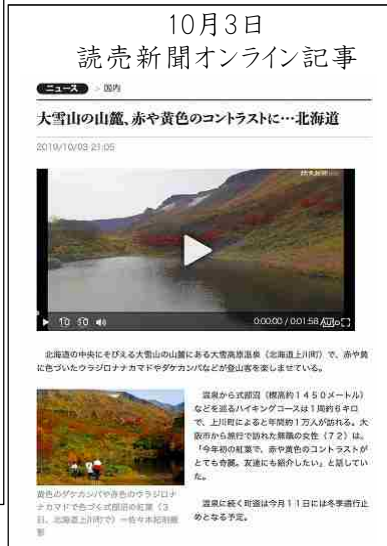 10月3日
読売新聞オンライン記事
ニュース > 国内
大雪山の山麓、赤や黄色のコントラストに…北海道
2019/10/03 21:05
読売新聞
10 10 0:00:00 / 0:01:58
北海道の中央にそびえる大雪山の山麓にある大雪高原温泉（北海道上川町）で、赤や黄
に色づいたウラジロナナカマドやダケカンバなどが登山客を楽しませている。
温泉から式部沼（標高約１４５０メートル）
などを巡るハイキングコースは１周約６キロ
で、上川町によると年間約１万人が訪れる。大
阪市から旅行で訪れた無職の女性（７２）は、
「今年初の紅葉で、赤や黄色のコントラストが
とても奇麗。友達にも紹介したい」と話してい
た。
温泉に続く町道は今月１１日には冬季通行止
めとなる予定。
黄色のダケカンバや赤色のウラジロナ
ナカマドで色づく式部沼の紅葉（３
日、北海道上川町で）＝佐々木紀明撮
影